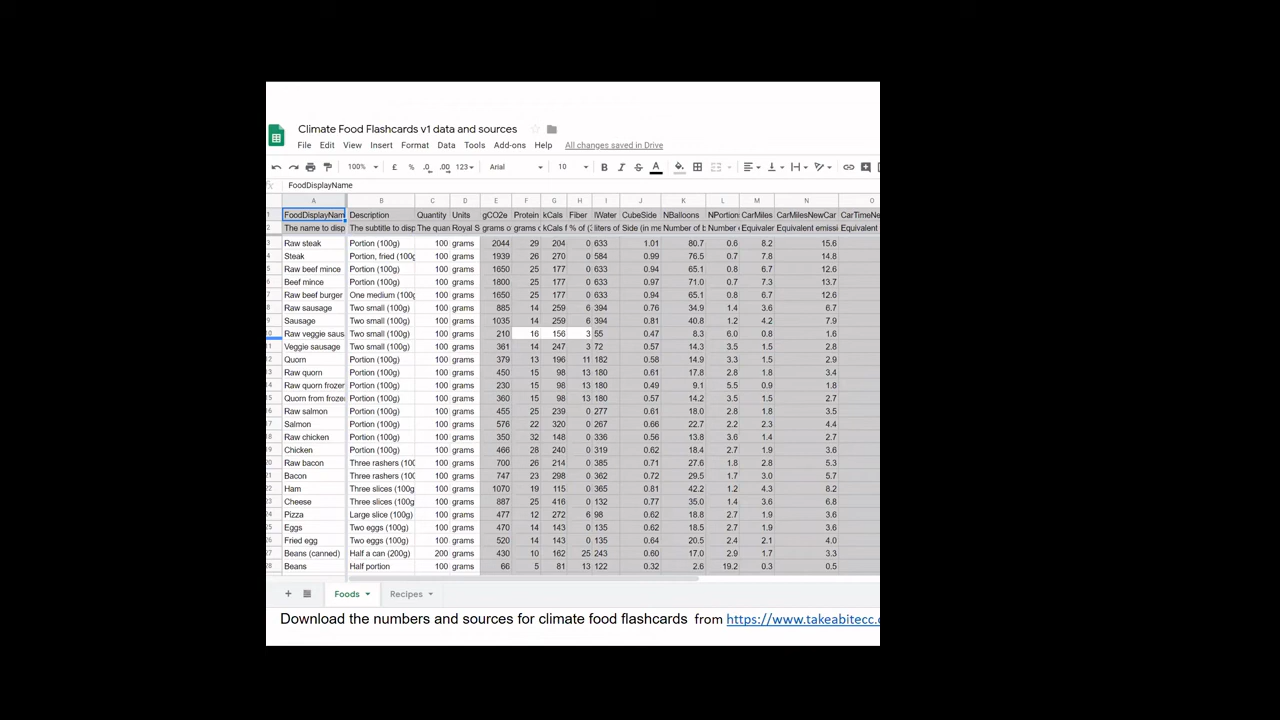 Climate Food Flashcards v1 data and sources
File Edit View Insert Format Data Tools Add-ons Help All changes saved in Drive
100% £ % .0 .00 123 Arial 10 B I S A
fx FoodDisplayName
A B C D E F G H I J K L M N O
1 FoodDisplayNam Description Quantity Units gCO2e Protein kCals Fiber lWater CubeSide NBalloons NPortion CarMiles CarMilesNewCar CarTimeNe
2 The name to disp The subtitle to disp The quan Royal S grams o grams kCals f % of ( liters of Side (in me Number of b Number Equivaler Equivalent emissi Equivalent
3 Raw steak Portion (100g) 100 grams 2044 29 204 0 633 1.01 80.7 0.6 8.2 15.6
4 Steak Portion, fried (100g 100 grams 1939 26 270 0 584 0.99 76.5 0.7 7.8 14.8
5 Raw beef mince Portion (100g) 100 grams 1650 25 177 0 633 0.94 65.1 0.8 6.7 12.6
6 Beef mince Portion (100g) 100 grams 1800 25 177 0 633 0.97 71.0 0.7 7.3 13.7
7 Raw beef burger One medium (100g 100 grams 1650 25 177 0 633 0.94 65.1 0.8 6.7 12.6
8 Raw sausage Two small (100g) 100 grams 885 14 259 6 394 0.76 34.9 1.4 3.6 6.7
9 Sausage Two small (100g) 100 grams 1035 14 259 6 394 0.81 40.8 1.2 4.2 7.9
10 Raw veggie saus Two small (100g) 100 grams 210 16 156 3 55 0.47 8.3 6.0 0.8 1.6
11 Veggie sausage Two small (100g) 100 grams 361 14 247 3 72 0.57 14.3 3.5 1.5 2.8
12 Quorn Portion (100g) 100 grams 379 13 196 11 182 0.58 14.9 3.3 1.5 2.9
13 Raw quorn Portion (100g) 100 grams 450 15 98 13 180 0.61 17.8 2.8 1.8 3.4
14 Raw quorn frozer Portion (100g) 100 grams 230 15 98 13 180 0.49 9.1 5.5 0.9 1.8
15 Quorn from frozer Portion (100g) 100 grams 360 15 98 13 180 0.57 14.2 3.5 1.5 2.7
16 Raw salmon Portion (100g) 100 grams 455 25 239 0 277 0.61 18.0 2.8 1.8 3.5
17 Salmon Portion (100g) 100 grams 576 22 320 0 267 0.66 22.7 2.2 2.3 4.4
18 Raw chicken Portion (100g) 100 grams 350 32 148 0 336 0.56 13.8 3.6 1.4 2.7
19 Chicken Portion (100g) 100 grams 466 28 240 0 319 0.62 18.4 2.7 1.9 3.6
20 Raw bacon Three rashers (100 100 grams 700 26 214 0 385 0.71 27.6 1.8 2.8 5.3
21 Bacon Three rashers (100 100 grams 747 23 298 0 362 0.72 29.5 1.7 3.0 5.7
22 Ham Three slices (100g 100 grams 1070 19 115 0 365 0.81 42.2 1.2 4.3 8.2
23 Cheese Three slices (100g 100 grams 887 25 416 0 132 0.77 35.0 1.4 3.6 6.8
24 Pizza Large slice (100g) 100 grams 477 12 272 6 98 0.62 18.8 2.7 1.9 3.6
25 Eggs Two eggs (100g) 100 grams 470 14 143 0 135 0.62 18.5 2.7 1.9 3.6
26 Fried egg Two eggs (100g) 100 grams 520 14 143 0 135 0.64 20.5 2.4 2.1 4.0
27 Beans (canned) Half a can (200g) 200 grams 430 10 162 25 243 0.60 17.0 2.9 1.7 3.3
28 Beans Half portion 100 grams 66 5 81 13 122 0.32 2.6 19.2 0.3 0.5
+ Foods Recipes
Download the numbers and sources for climate food flashcards from https://www.takeabitecc.